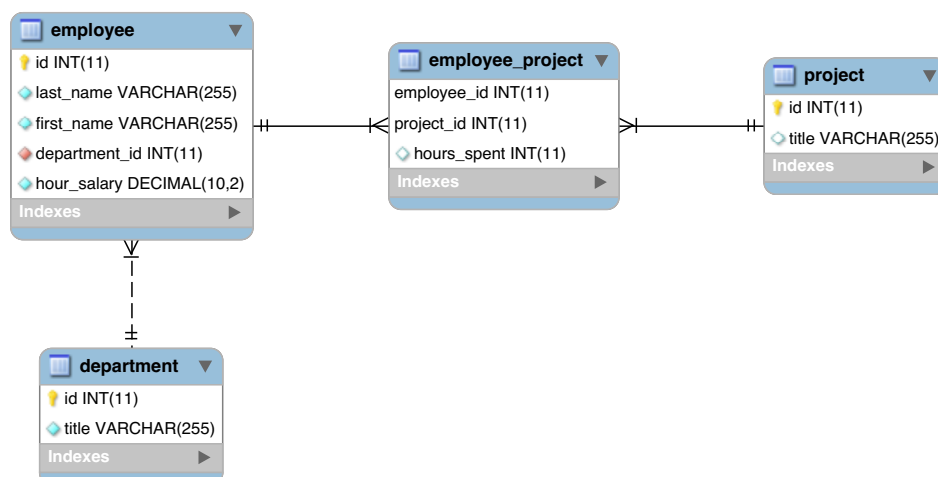 employee
id INT(11)
last_name VARCHAR(255)
first_name VARCHAR(255)
department_id INT(11)
hour_salary DECIMAL(10,2)
Indexes
employee_project
employee_id INT(11)
project_id INT(11)
hours_spent INT(11)
Indexes
project
id INT(11)
title VARCHAR(255)
Indexes
department
id INT(11)
title VARCHAR(255)
Indexes